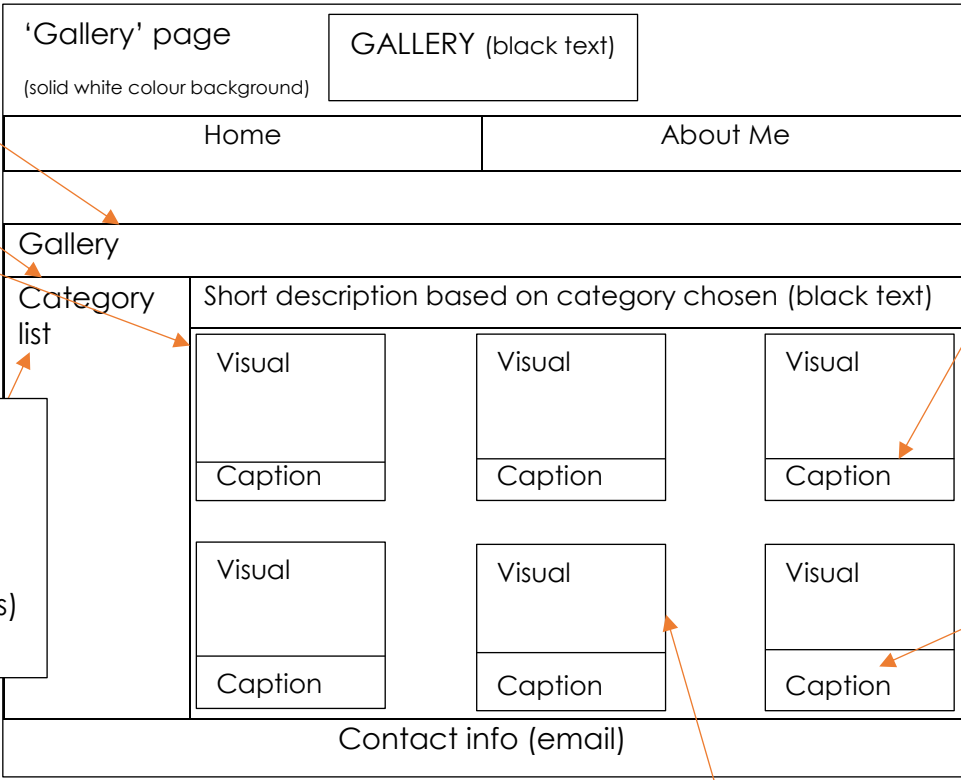 ‘Gallery’ page
GALLERY (black text)
(solid white colour background)
Home
About Me
Gallery
Category
list
Short description based on category chosen (black text)
Visual
Visual
Visual
Caption
Caption
Caption
s)
Visual
Visual
Visual
Caption
Caption
Caption
Contact info (email)